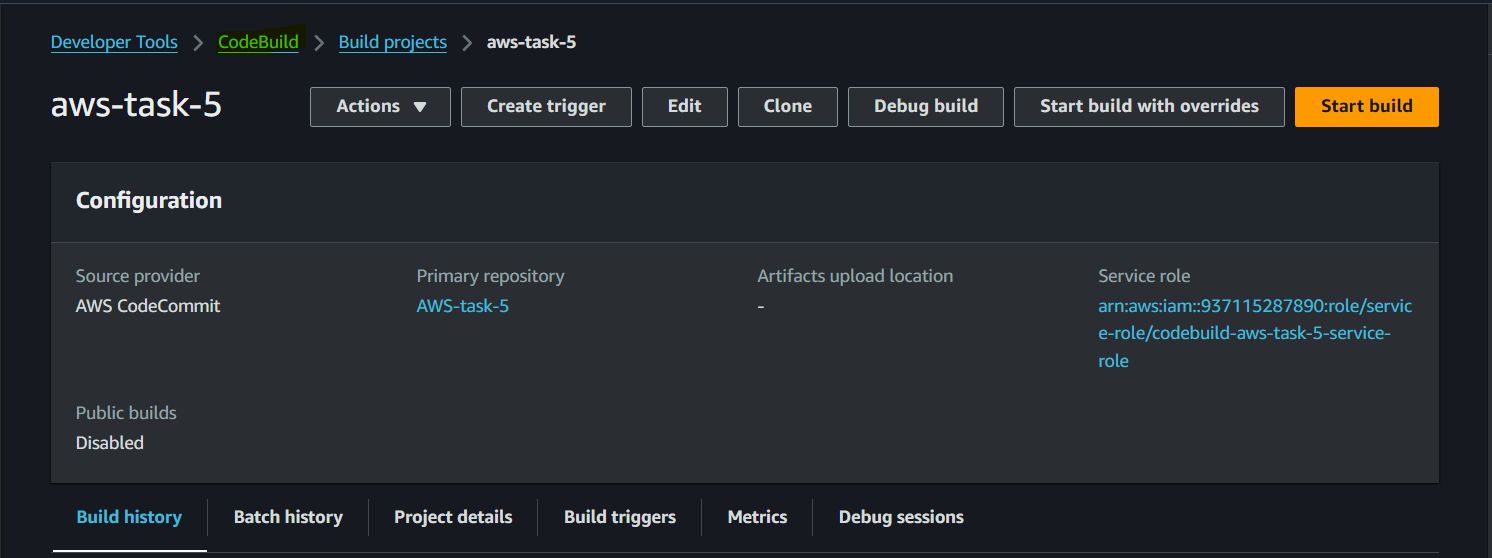 Developer Tools > CodeBuild > Build projects > aws-task-5
aws-task-5 Actions ▼ Create trigger Edit Clone Debug build Start build with overrides Start build
Configuration
Source provider Primary repository Artifacts upload location Service role
AWS CodeCommit AWS-task-5 - arn:aws:iam::937115287890:role/servic
e-role/codebuild-aws-task-5-service-
role
Public builds
Disabled
Build history Batch history Project details Build triggers Metrics Debug sessions